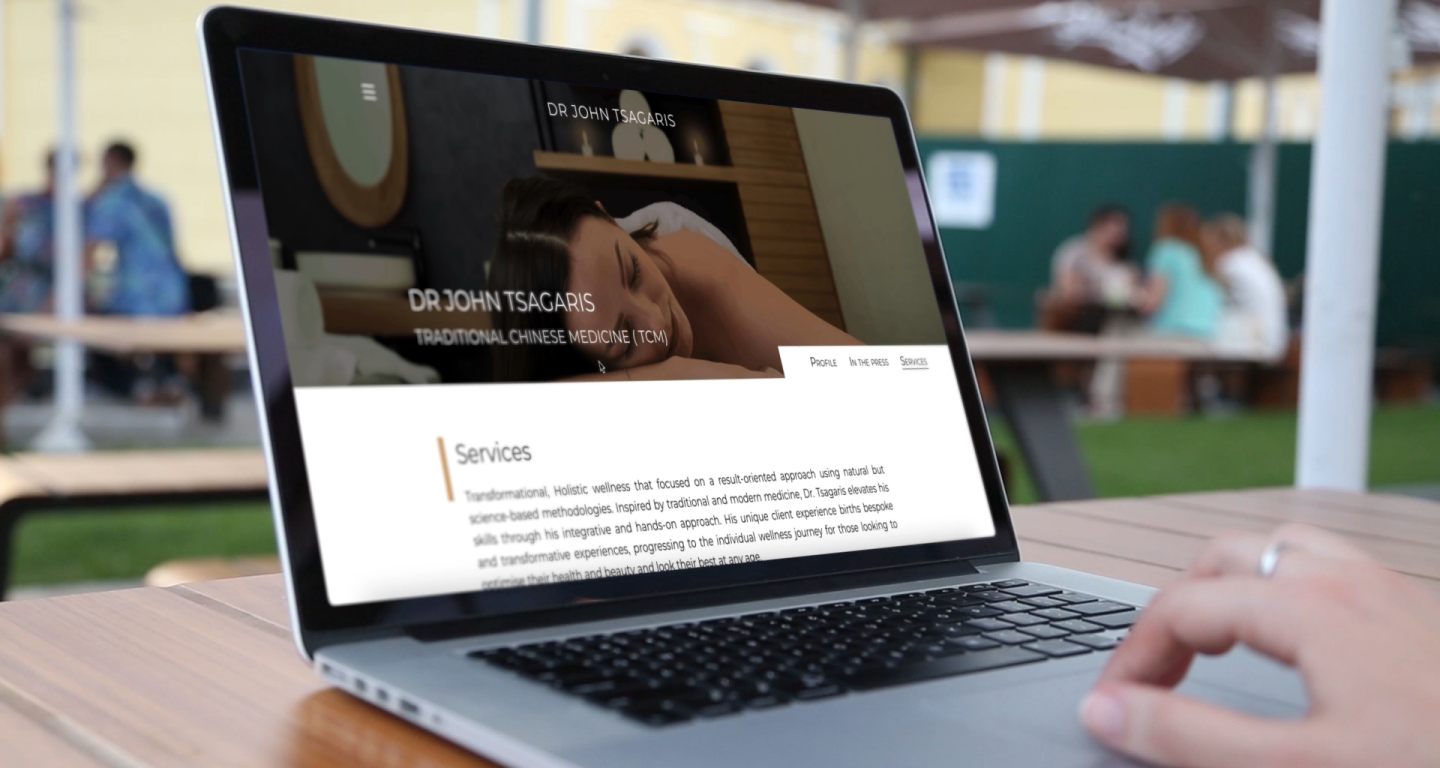 DR JOHN TSAGARIS
DR JOHN TSAGARIS
TRADITIONAL CHINESE MEDICINE (TCM)
PROFILE IN THE PRESS SERVICES
Services
Transformational, Holistic wellness that focused on a result-oriented approach using natural but
science-based methodologies. Inspired by traditional and modern medicine, Dr. Tsagaris elevates his
skills through his integrative and hands-on approach. His unique client experience births bespoke
and transformative experiences, progressing to the individual wellness journey for those looking to
optimise their health and beauty and look their best at any age